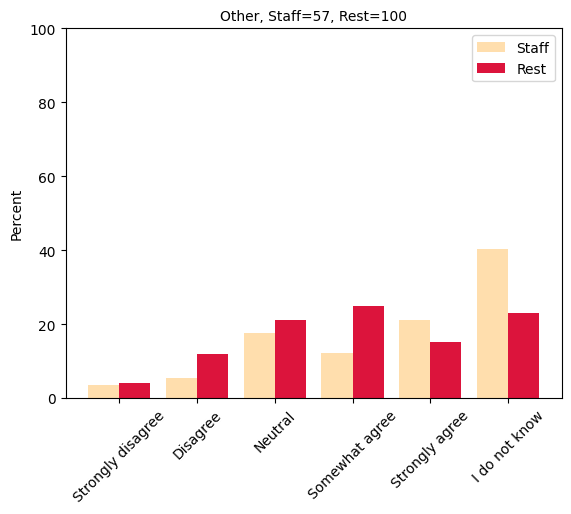 Other, Staff=57, Rest=100
100
80
60
40
20
0
Percent
Staff
Rest
Strongly disagree
Disagree
Neutral
Somewhat agree
Strongly agree
I do not know